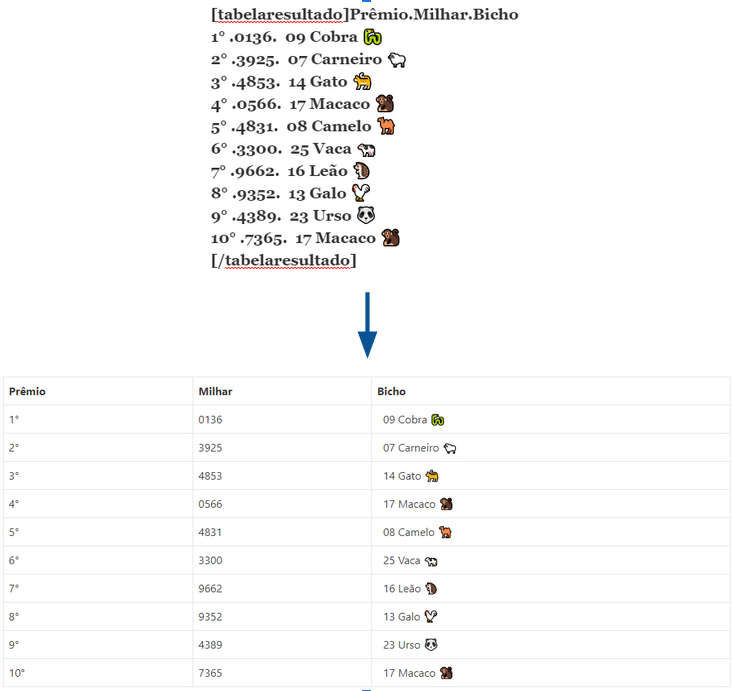 [tabelaresultado]Prêmio.Milhar.Bicho
1° .0136.  09 Cobra
2° .3925.  07 Carneiro
3° .4853.  14 Gato
4° .0566.  17 Macaco
5° .4831.  08 Camelo
6° .3300.  25 Vaca
7° .9662.  16 Leão
8° .9352.  13 Galo
9° .4389.  23 Urso
10° .7365.  17 Macaco
[/tabelaresultado]
Prêmio Milhar Bicho
1° 0136 09 Cobra
2° 3925 07 Carneiro
3° 4853 14 Gato
4° 0566 17 Macaco
5° 4831 08 Camelo
6° 3300 25 Vaca
7° 9662 16 Leão
8° 9352 13 Galo
9° 4389 23 Urso
10° 7365 17 Macaco